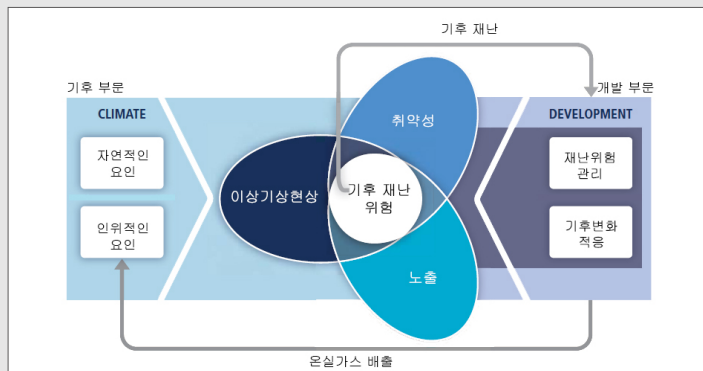 기후 재난
기후 부문
개발 부문
CLIMATE
DEVELOPMENT
취약성
자연적인
요인
재난위험
관리
이상기상현상
기후 재난
위험
인위적인
요인
기후변화
적응
노출
온실가스 배출